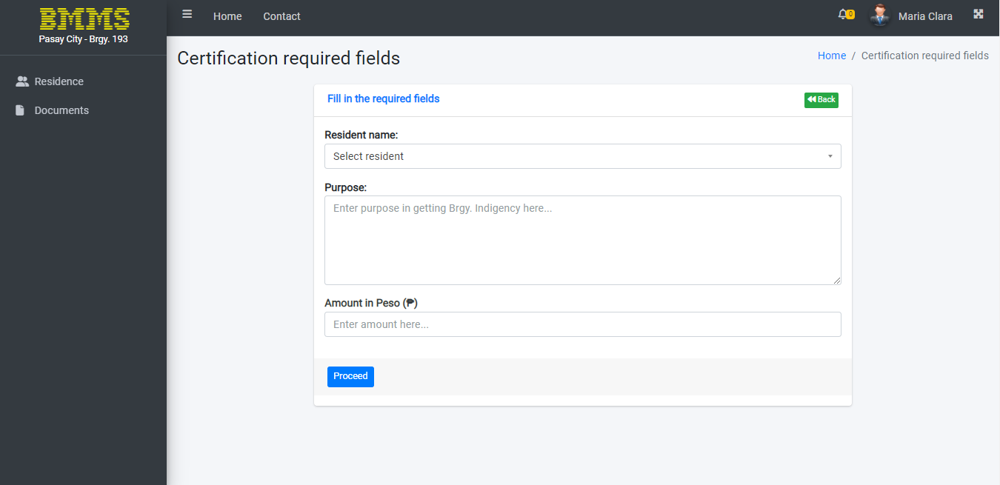 BMMS
Pasay City - Brgy. 193
Residence
Documents
Home
Contact
0
Maria Clara
Certification required fields
Home / Certification required fields
Fill in the required fields
Back
Resident name:
Select resident
Purpose:
Enter purpose in getting Brgy. Indigency here...
Amount in Peso (₱)
Enter amount here...
Proceed